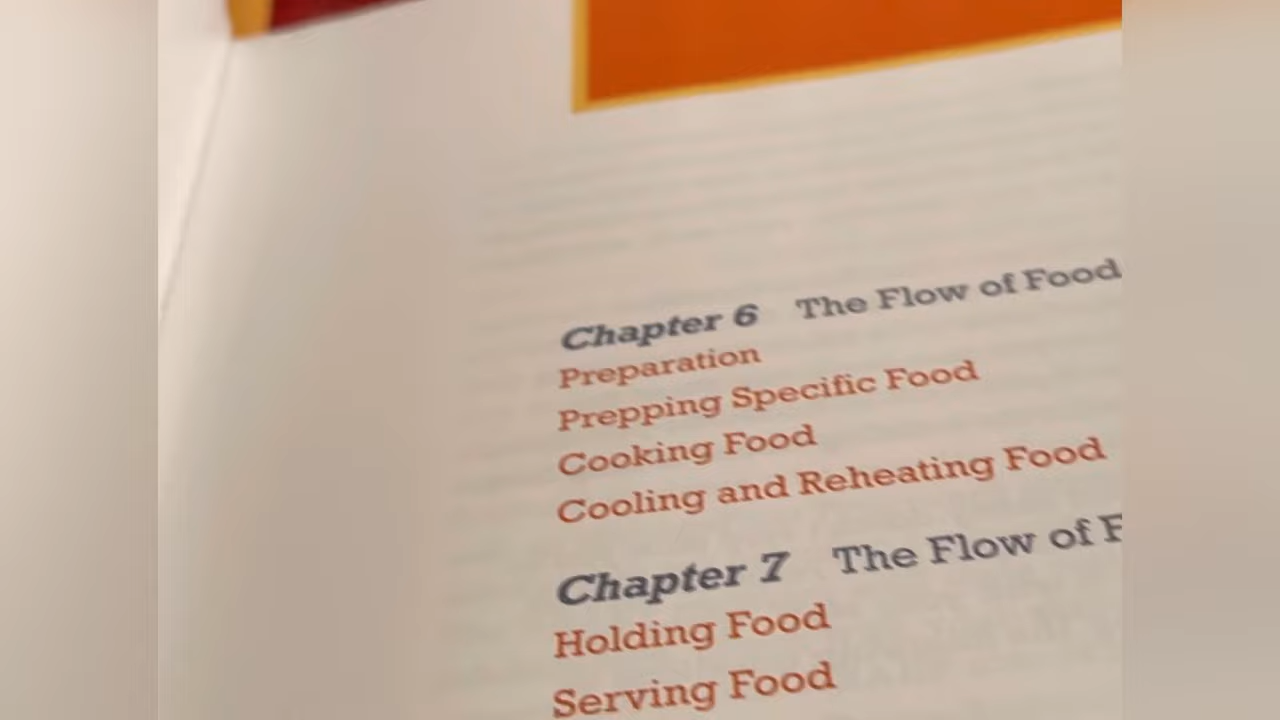 Chapter 6 The Flow of Food
Preparation
Prepping Specific Food
Cooking Food
Cooling and Reheating Food
Chapter 7 The Flow of F
Holding Food
Serving Food